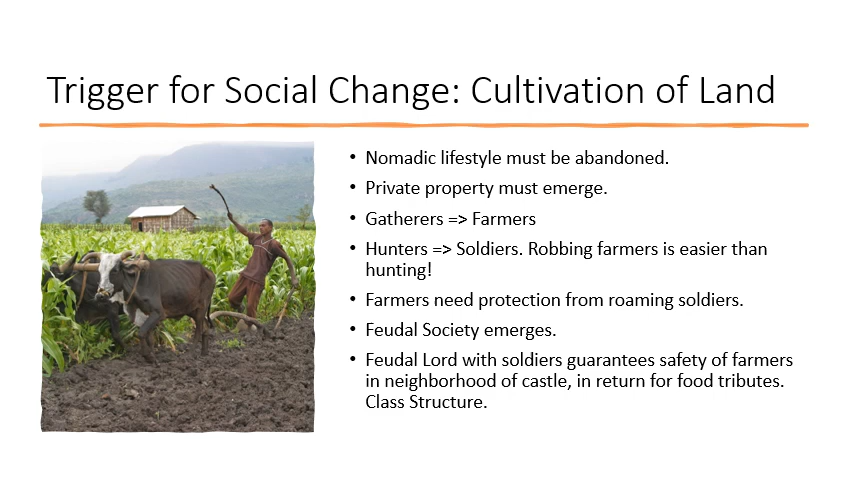 Trigger for Social Change: Cultivation of Land
• Nomadic lifestyle must be abandoned.
• Private property must emerge.
• Gatherers => Farmers
• Hunters => Soldiers. Robbing farmers is easier than
hunting!
• Farmers need protection from roaming soldiers.
• Feudal Society emerges.
• Feudal Lord with soldiers guarantees safety of farmers
in neighborhood of castle, in return for food tributes.
Class Structure.